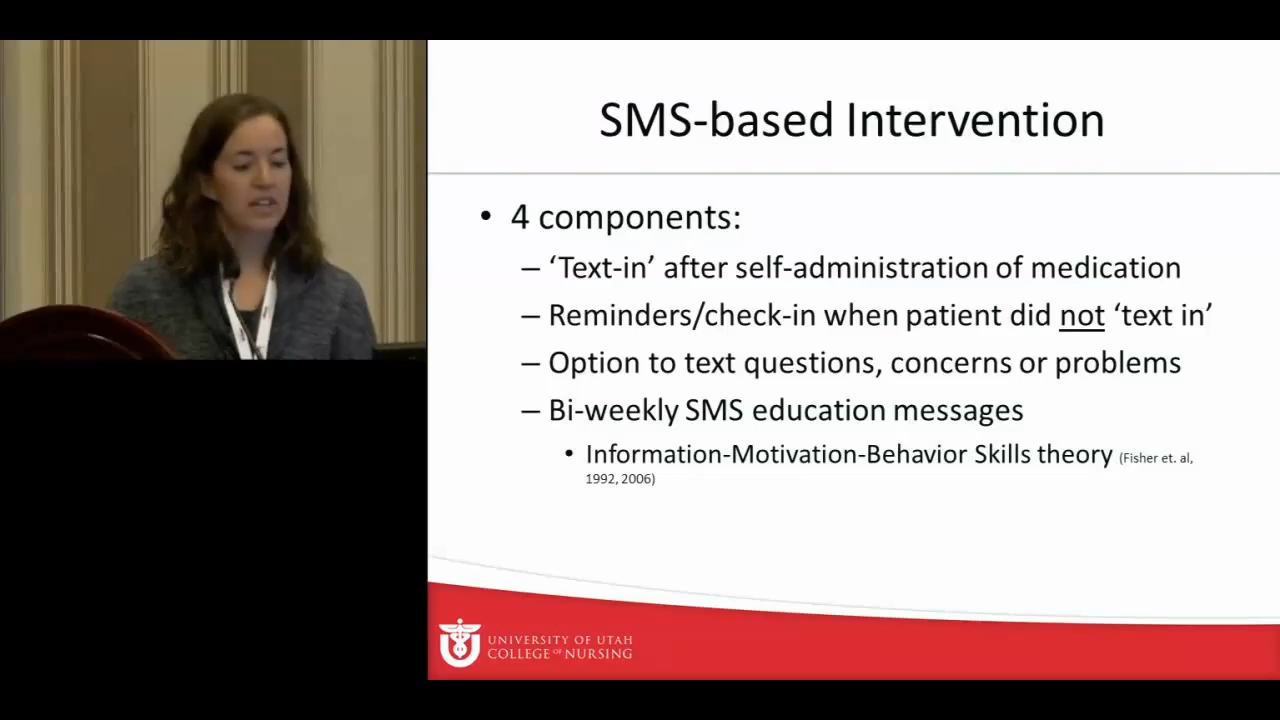 SMS-based Intervention
• 4 components:
– ‘Text-in’ after self-administration of medication
– Reminders/check-in when patient did not ‘text in’
– Option to text questions, concerns or problems
– Bi-weekly SMS education messages
• Information-Motivation-Behavior Skills theory (Fisher et. al,
1992, 2006)
UNIVERSITY OF UTAH
COLLEGE OF NURSING